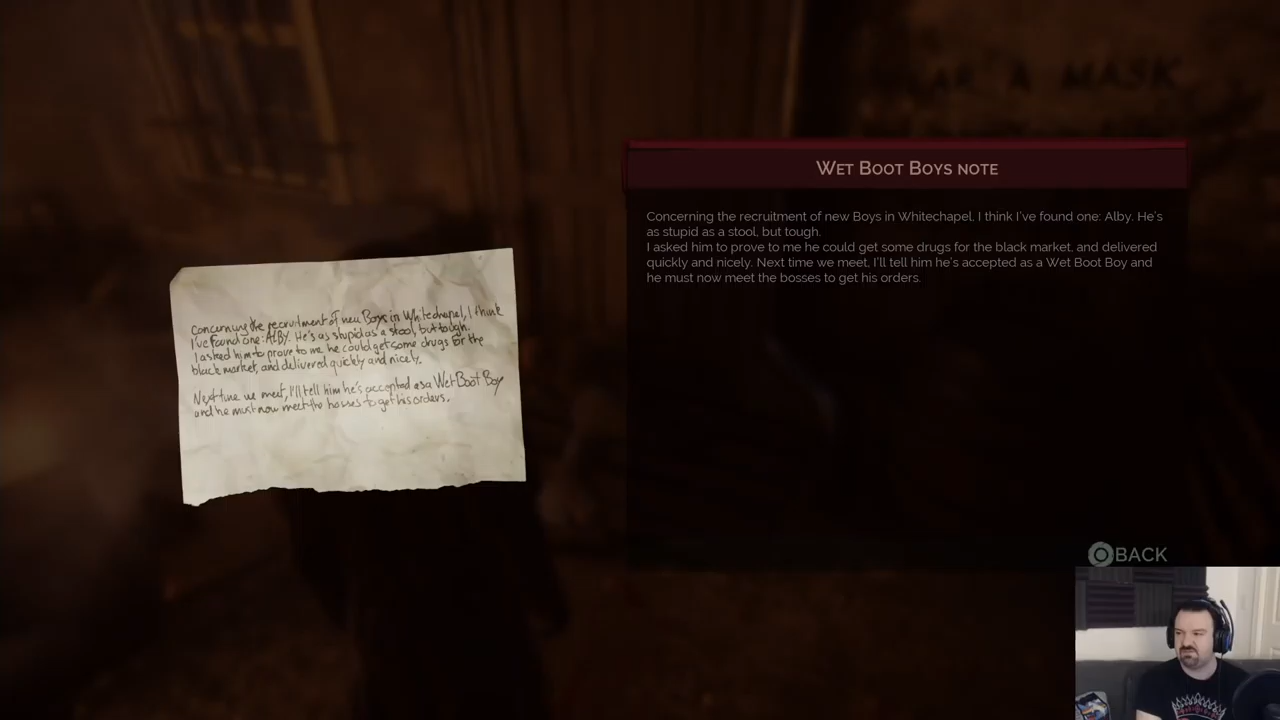 AR A MASK
WET BOOT BOYS NOTE
Concerning the recruitment of new Boys in Whitechapel, I think I've found one: Alby. He's
as stupid as a stool, but tough.
I asked him to prove to me he could get some drugs for the black market, and delivered
quickly and nicely. Next time we meet, I'll tell him he's accepted as a Wet Boot Boy and
he must now meet the bosses to get his orders.
Concerning the recruitment of new Boys in Whitechapel, I think
I've found one: ALBY. He's as stupid as a stool, but tough.
I asked him to prove to me he could get some drugs for the
black market, and delivered quickly and nicely.
Next time we meet, I'll tell him he's accepted as a Wet Boot Boy
and he must now meet the bosses to get his orders.
BACK